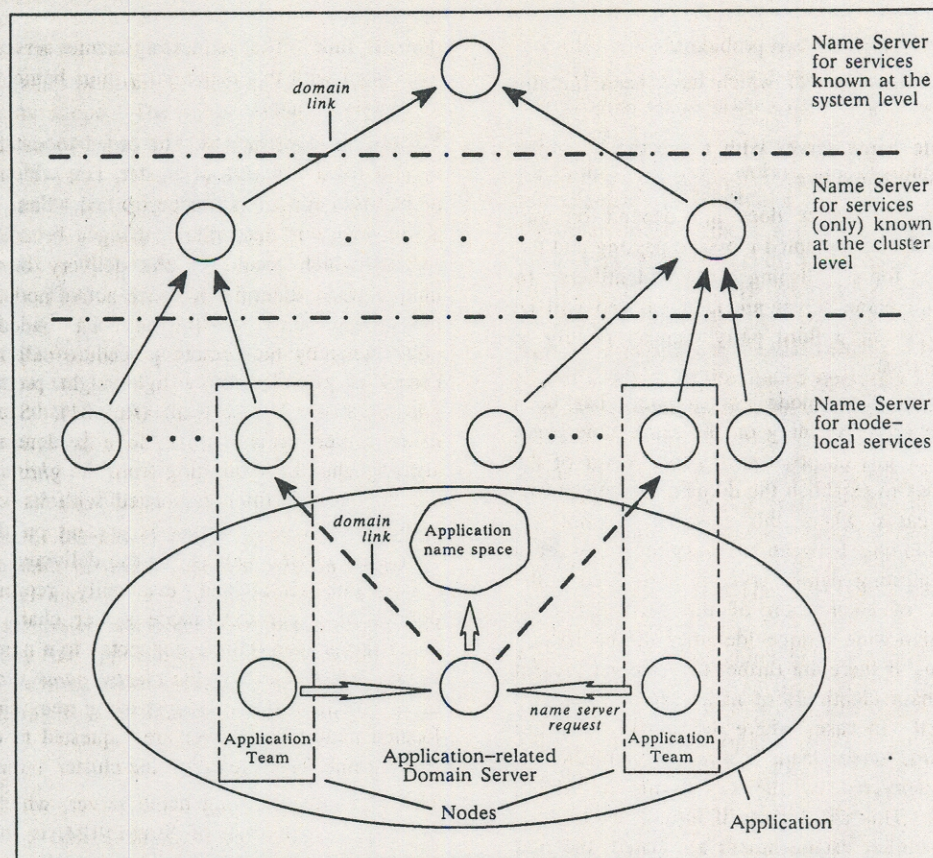 Name Server
for services
known at the
system level
domain
link
Name Server
for services
(only) known
at the cluster
level
Name Server
for node-
local services
domain
link
Application
name space
name server
request
Application
Team
Application-related
Domain Server
Application
Team
Nodes
Application